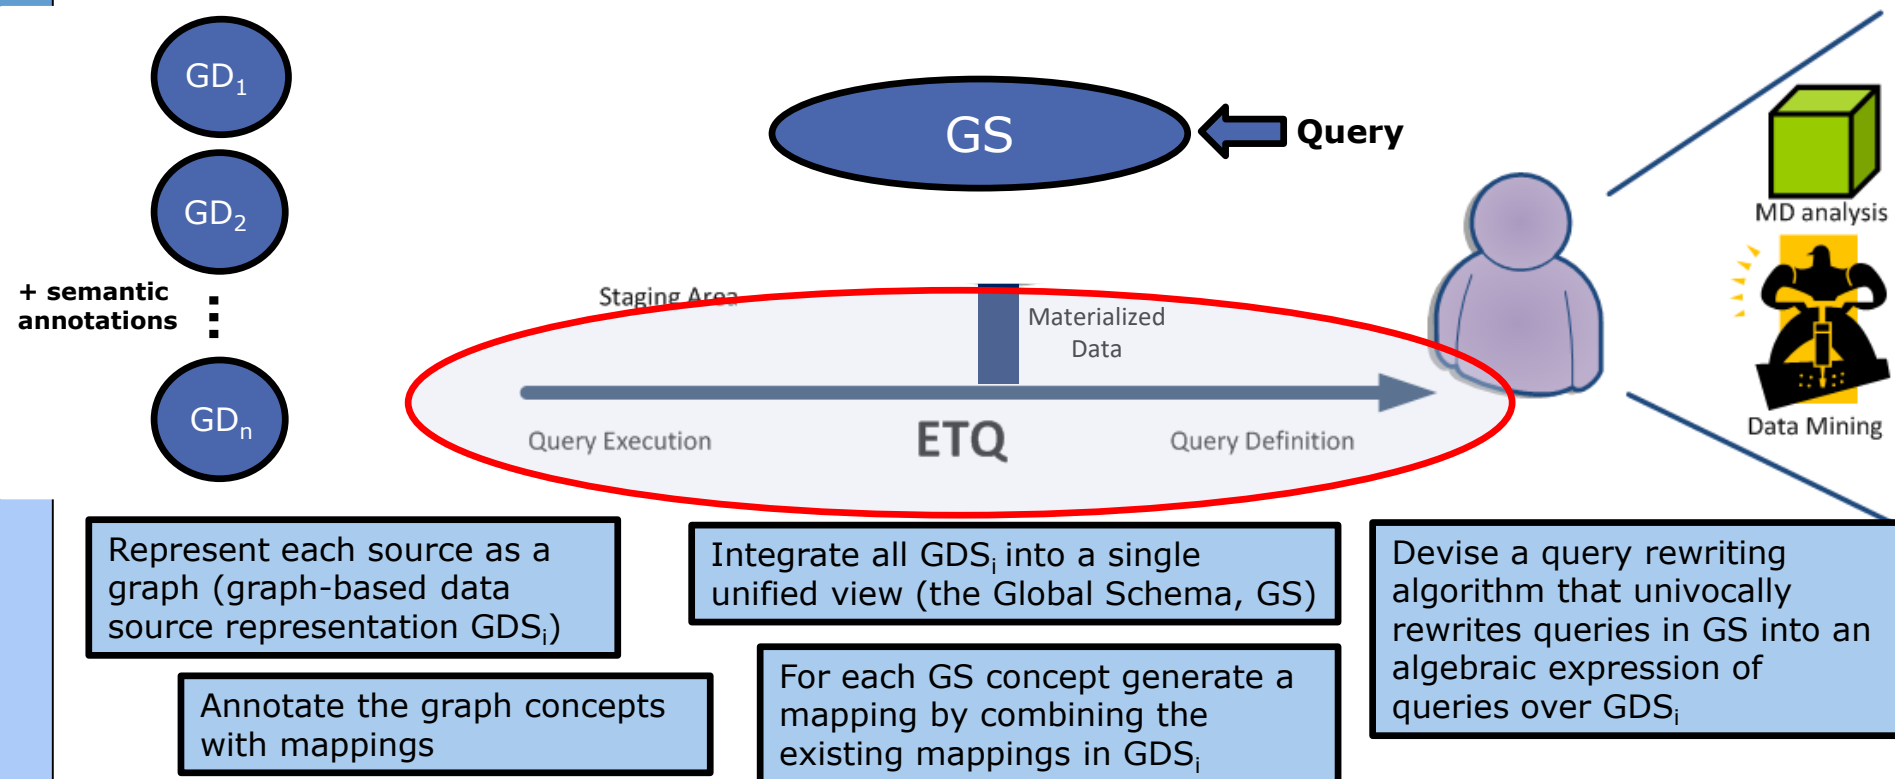 GD1
GD2
+ semantic
annotations
GDn
GS
Query
MD analysis
Data Mining
Staging Area
Materialized
Data
Query Execution
ETQ
Query Definition
Represent each source as a
graph (graph-based data
source representation GDSi)
Annotate the graph concepts
with mappings
Integrate all GDSi into a single
unified view (the Global Schema, GS)
For each GS concept generate a
mapping by combining the
existing mappings in GDSi
Devise a query rewriting
algorithm that univocally
rewrites queries in GS into an
algebraic expression of
queries over GDSi